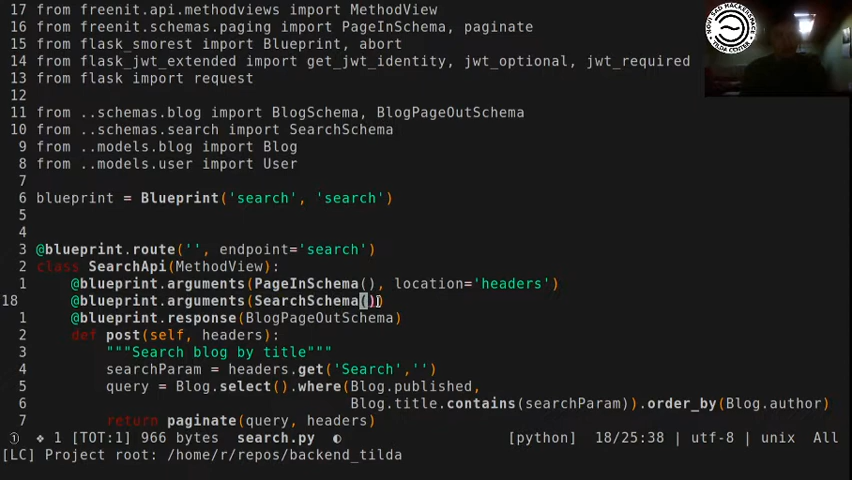 17 from freenit.api.methodviews import MethodView
16 from freenit.schemas.paging import PageInSchema, paginate
15 from flask_smorest import Blueprint, abort
14 from flask_jwt_extended import get_jwt_identity, jwt_optional, jwt_required
13 from flask import request
12
11 from ..schemas.blog import BlogSchema, BlogPageOutSchema
10 from ..schemas.search import SearchSchema
9 from ..models.blog import Blog
8 from ..models.user import User
7
6 blueprint = Blueprint('search', 'search')
5
4
3 @blueprint.route('', endpoint='search')
2 class SearchApi(MethodView):
1 @blueprint.arguments(PageInSchema(), location='headers')
18 @blueprint.arguments(SearchSchema())
1 @blueprint.response(BlogPageOutSchema)
2 def post(self, headers):
3 """Search blog by title"""
4 searchParam = headers.get('Search','')
5 query = Blog.select().where(Blog.published,
6 Blog.title.contains(searchParam)).order_by(Blog.author)
7 return paginate(query, headers)
1 [TOT:1] 966 bytes search.py [python] 18/25:38 | utf-8 | unix All
[LC] Project root: /home/r/repos/backend_tilda
NOVI SAD HACKERSPACE
TILDA CENTER